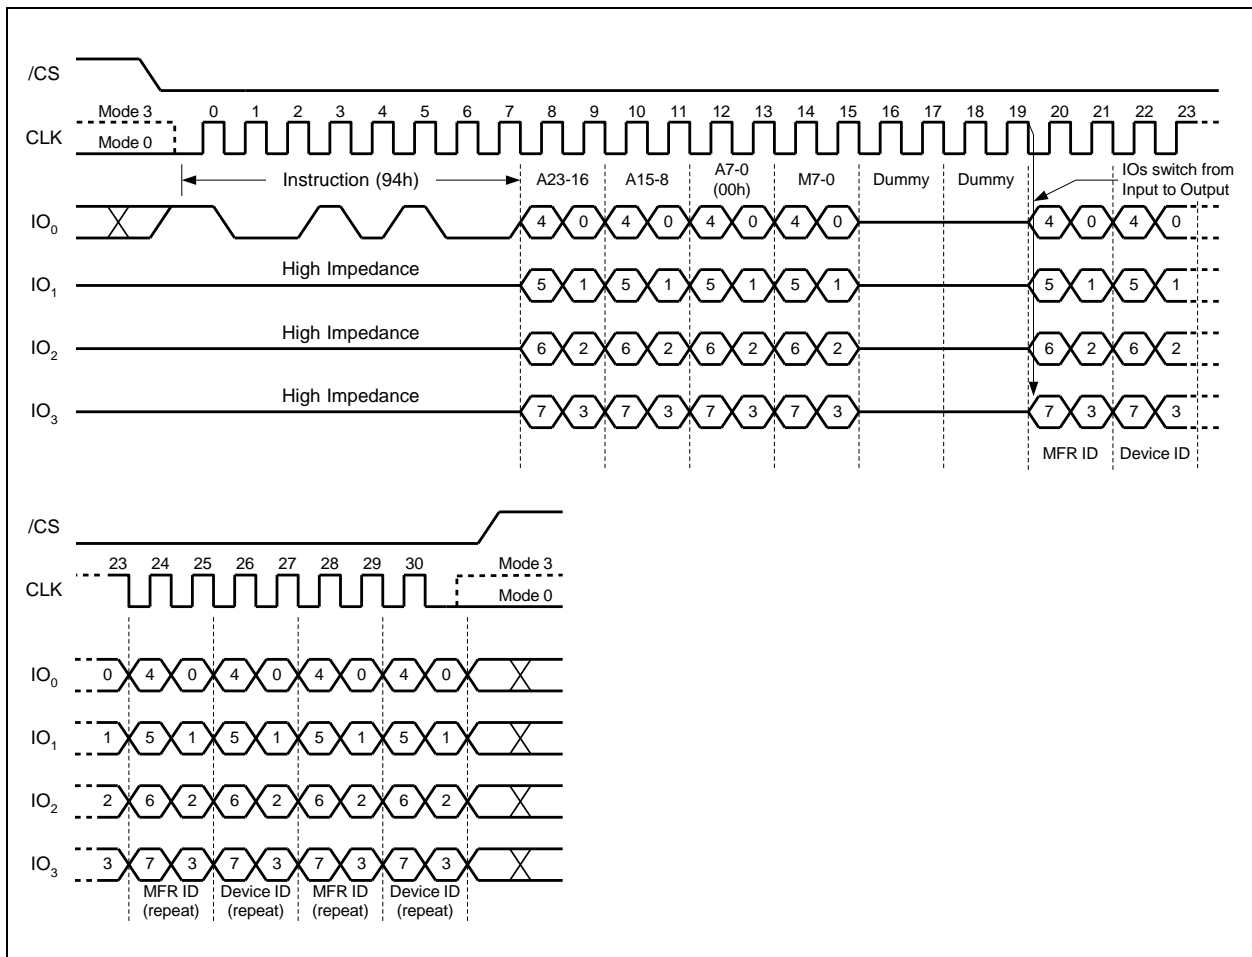 /CS
Mode 3 0 1 2 3 4 5 6 7 8 9 10 11 12 13 14 15 16 17 18 19 20 21 22 23
CLK
Mode 0
Instruction (94h)
A23-16 A15-8 A7-0 (00h) M7-0 Dummy Dummy
IOs switch from
Input to Output
IO0 4 0 4 0 4 0 4 0 4 0 4 0
High Impedance
IO1 5 1 5 1 5 1 5 1 5 1 5 1
High Impedance
IO2 6 2 6 2 6 2 6 2 6 2 6 2
High Impedance
IO3 7 3 7 3 7 3 7 3 7 3 7 3
MFR ID Device ID
/CS
23 24 25 26 27 28 29 30 Mode 3
CLK
Mode 0
IO0 0 4 0 4 0 4 0 4 0
IO1 1 5 1 5 1 5 1 5 1
IO2 2 6 2 6 2 6 2 6 2
IO3 3 7 3 7 3 7 3 7 3
MFR ID Device ID MFR ID Device ID
(repeat) (repeat) (repeat) (repeat)